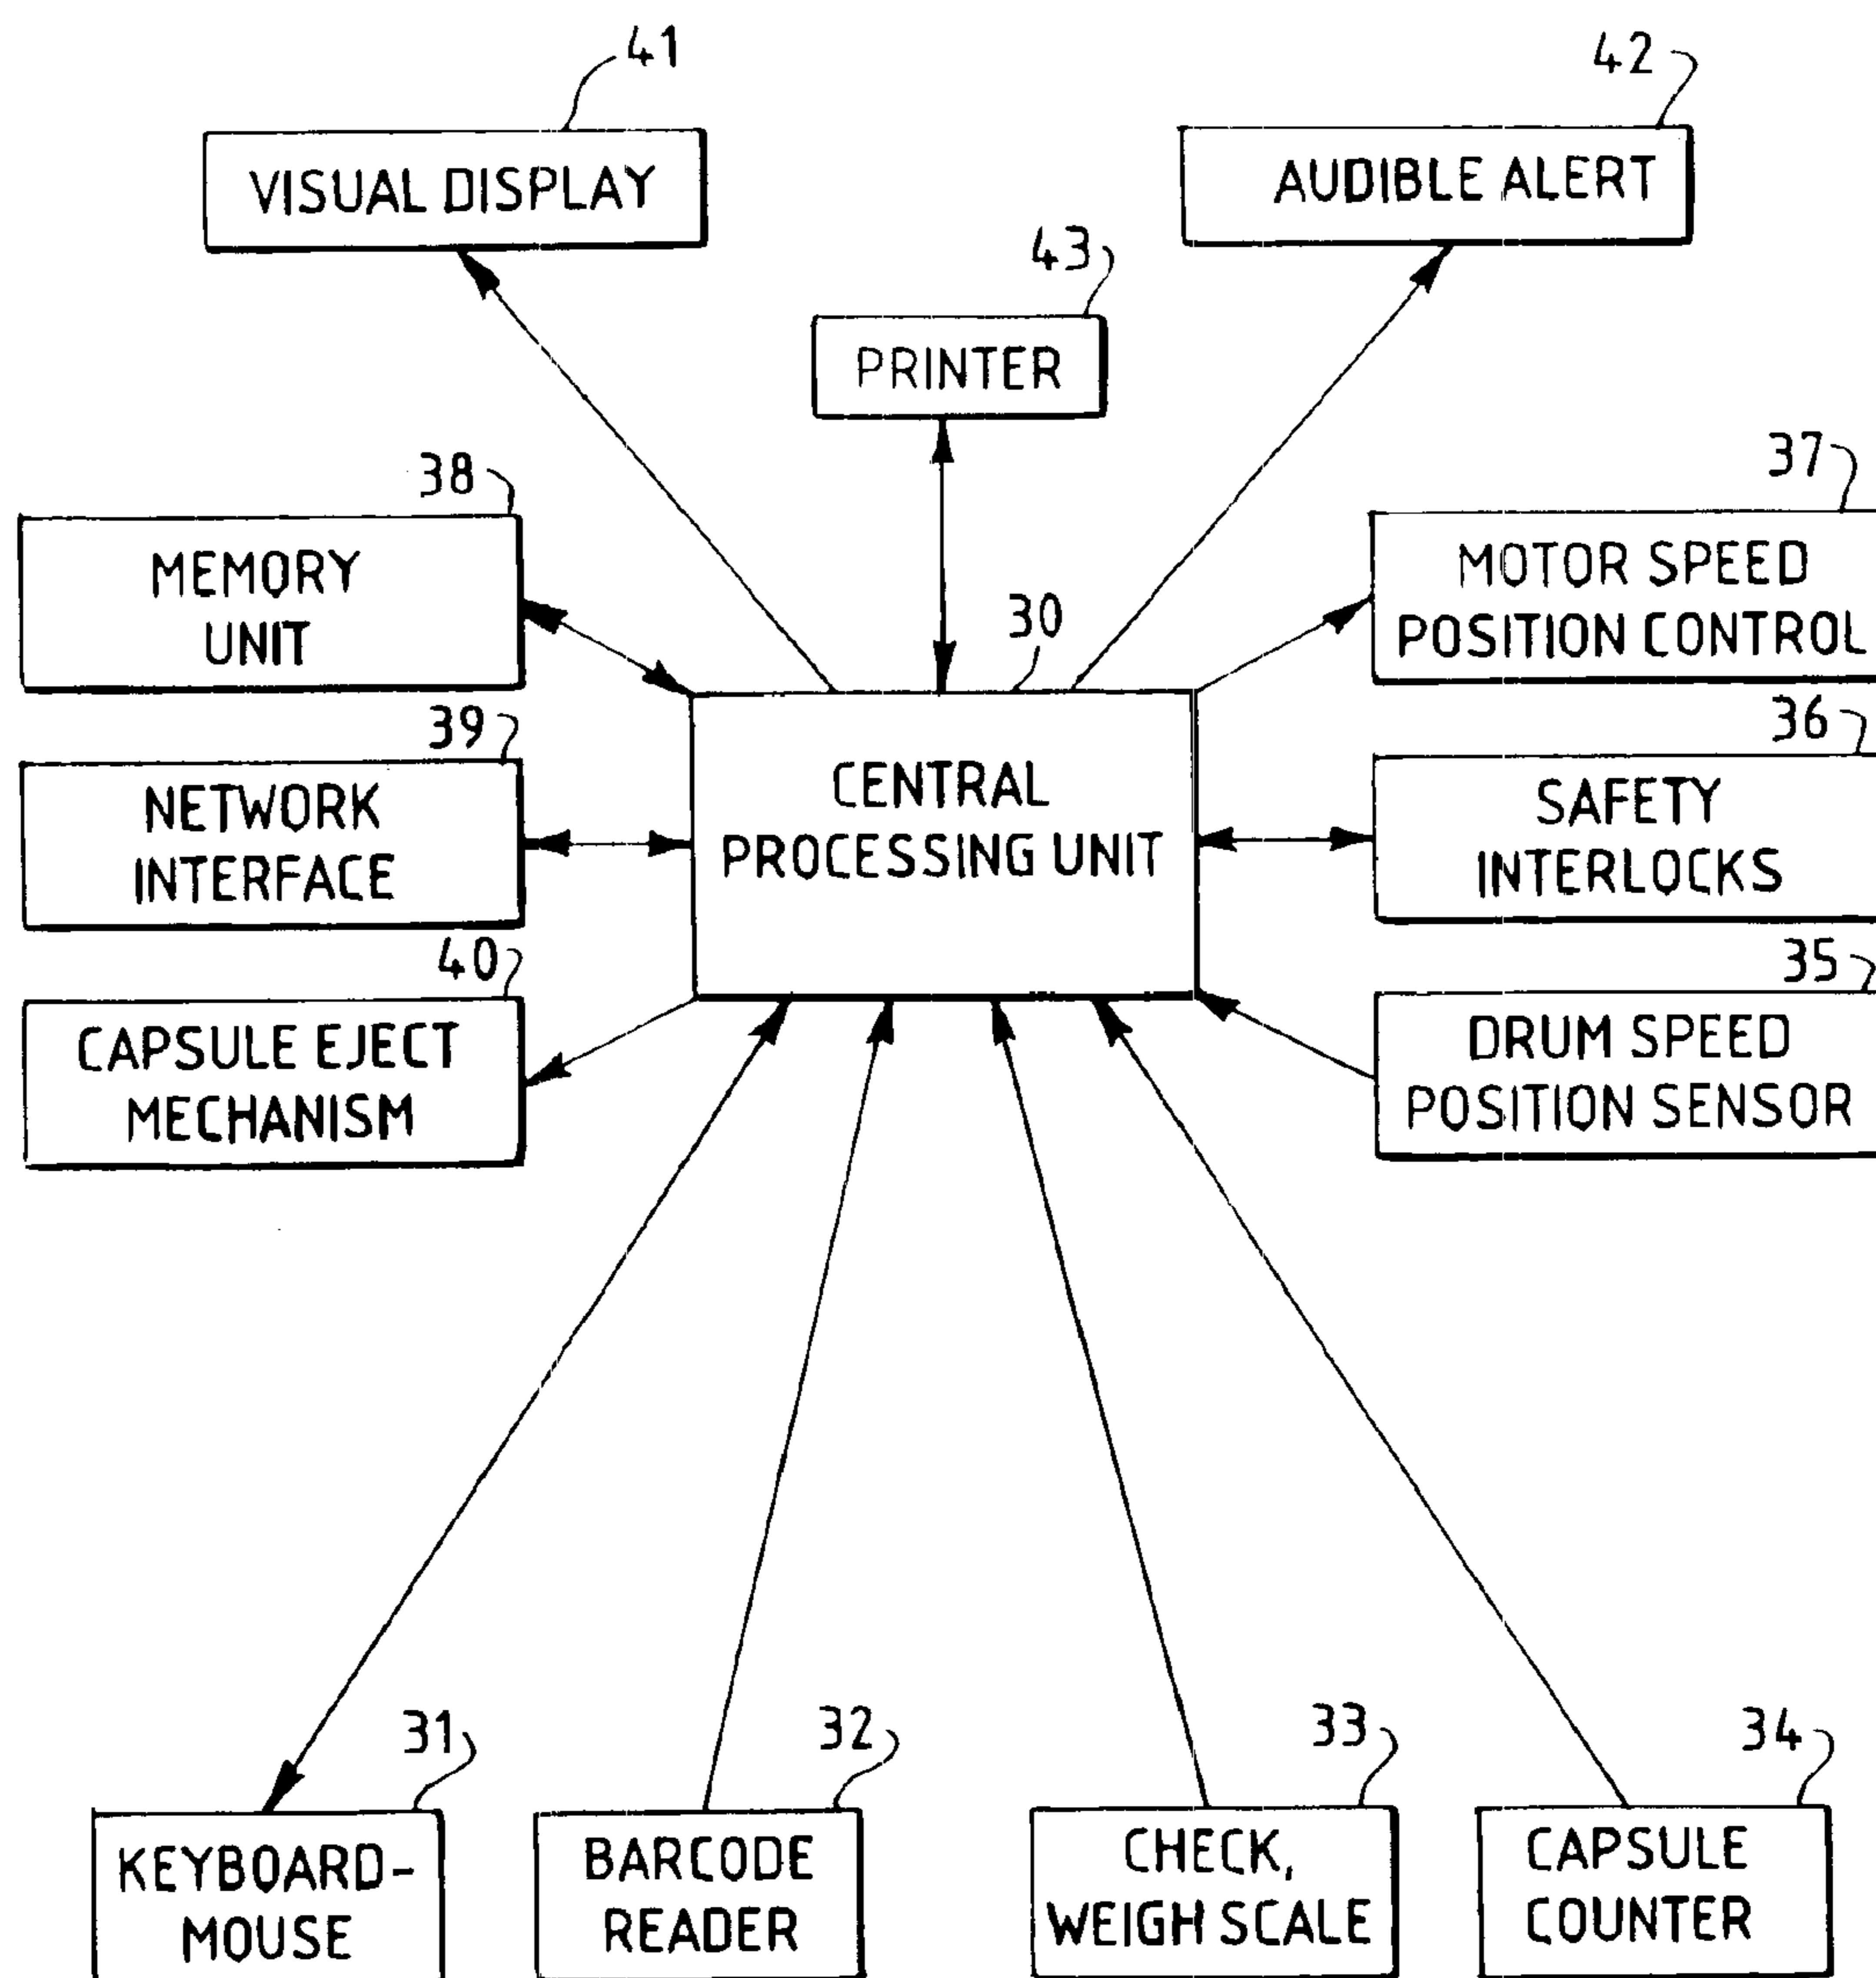 41
42
VISUAL DISPLAY
AUDIBLE ALERT
43
PRINTER
38
37
MEMORY
UNIT
MOTOR SPEED
POSITION CONTROL
30
39
36
NETWORK
INTERFACE
CENTRAL
PROCESSING UNIT
SAFETY
INTERLOCKS
40
35
CAPSULE EJECT
MECHANISM
DRUM SPEED
POSITION SENSOR
31
32
33
34
KEYBOARD-
MOUSE
BARCODE
READER
CHECK,
WEIGH SCALE
CAPSULE
COUNTER